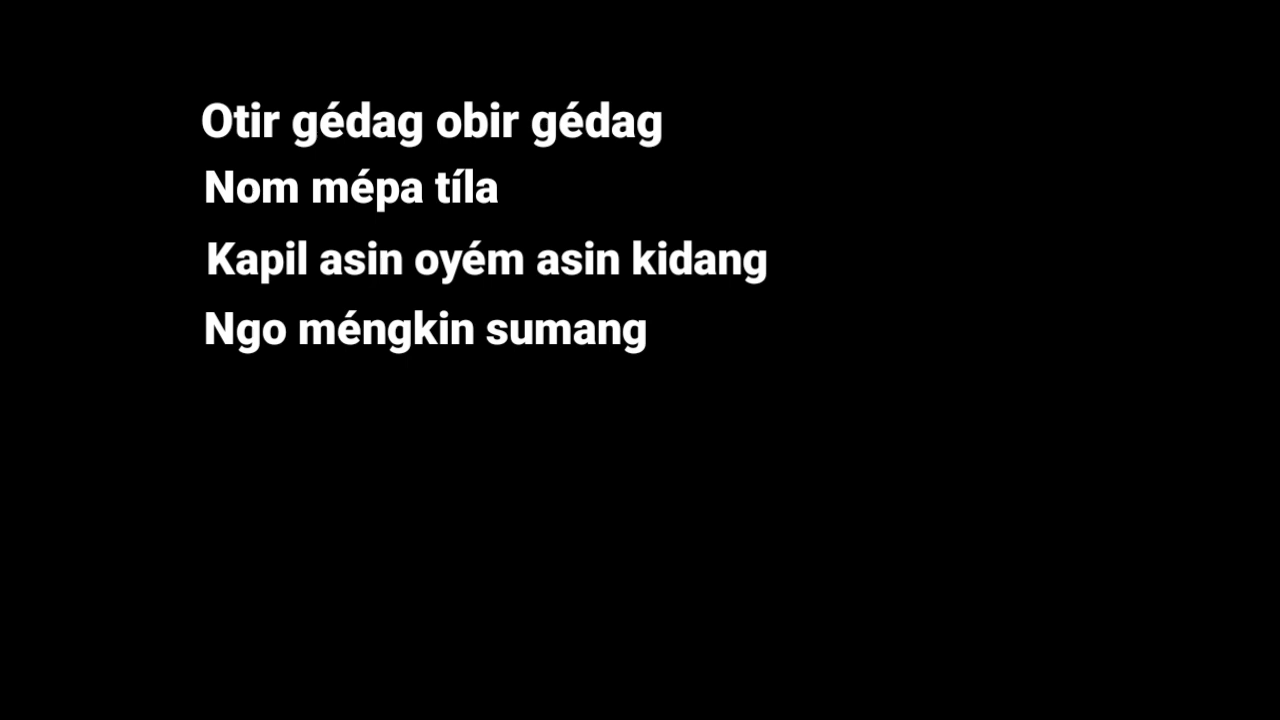 Otir gédag obir gédag
Nom mépa tíla
Kapil asin oyém asin kidang
Ngo méngkin sumang